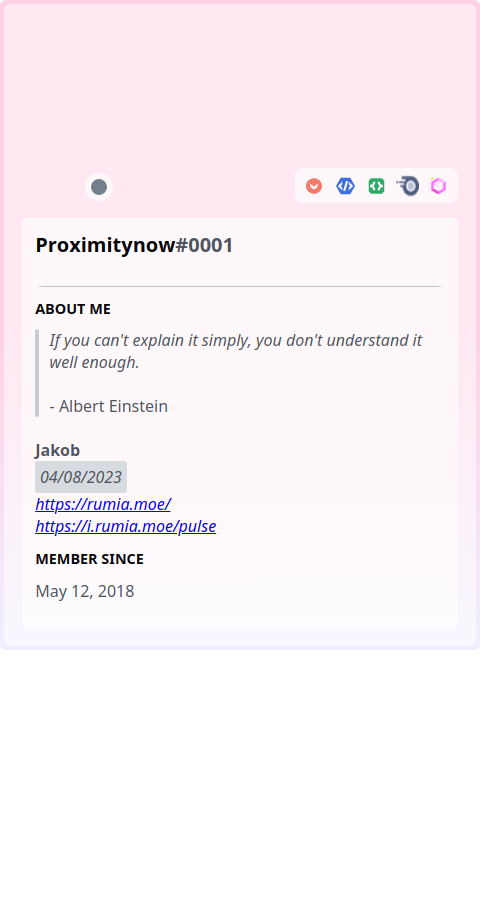 Proximitynow#0001
ABOUT ME
If you can't explain it simply, you don't understand it
well enough.
- Albert Einstein
Jakob
04/08/2023
https://rumia.moe/
https://i.rumia.moe/pulse
MEMBER SINCE
May 12, 2018